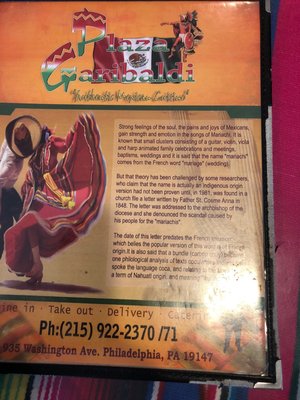 Plaza
Garibaldi
"Authentic Mexican Cuisine"
Strong feelings of the soul, the pains and joys of Mexicans,
gain strength and emotion in the songs of Mariachi. It is
known that small clusters consisting of a guitar, violin, viola
and harp animated family celebrations and meetings,
baptisms, weddings and it is said that the name "mariachi"
comes from the French word "mariage" (wedding).
But that theory has been challenged by some researchers,
who claim that the name is actually an indigenous origin
version had not been proven until, in 1981, was found in a
church file a letter written by Father St. Cosme Anna in
1848. The letter was addressed to the archbishop of the
diocese and she denounced the scandal caused by
his people for the "mariachis"
The date of this letter predates the French
which belies the popular version of this word
origin. It is also said that a bundle
one philological analysis of texts
spoke the language coca, and relating to
a term of Nahuatl origin, and meaning
ine in · Take out · Delivery · Catering
Ph:(215) 922-2370 /71
935 Washington Ave. Philadelphia, PA 19147